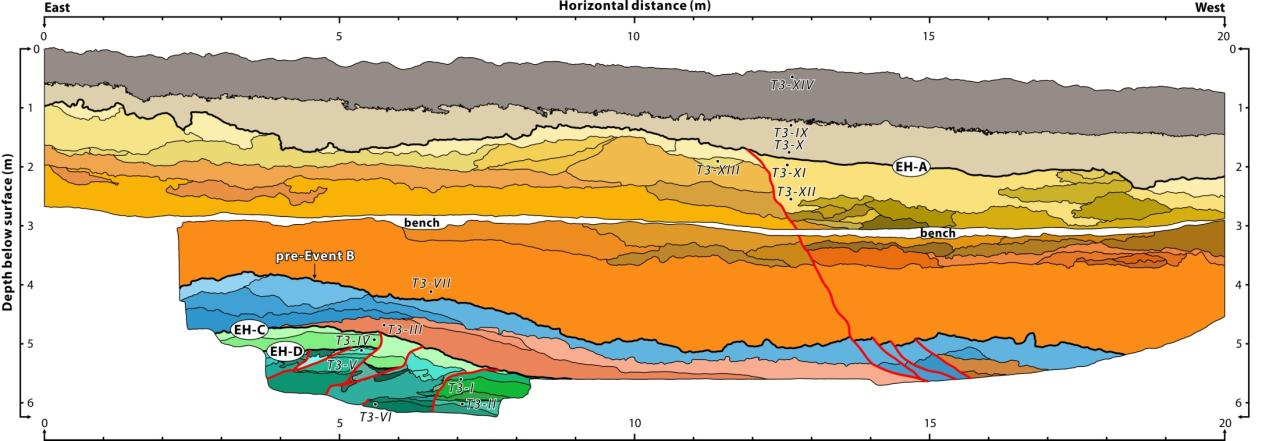 East
Horizontal distance (m)
West
0 5 10 15 20
0 0
T3-XIV
1 1
T3-IX
T3-X
2 EH-A 2
T3-XIII T3-XI
T3-XII
Depth below surface (m)
3 bench bench 3
pre-Event B
4 T3-VII 4
EH-C T3-III
T3-IV
5 EH-D 5
T3-V
T3-I
6 T3-II 6
T3-VI
0 5 10 15 20